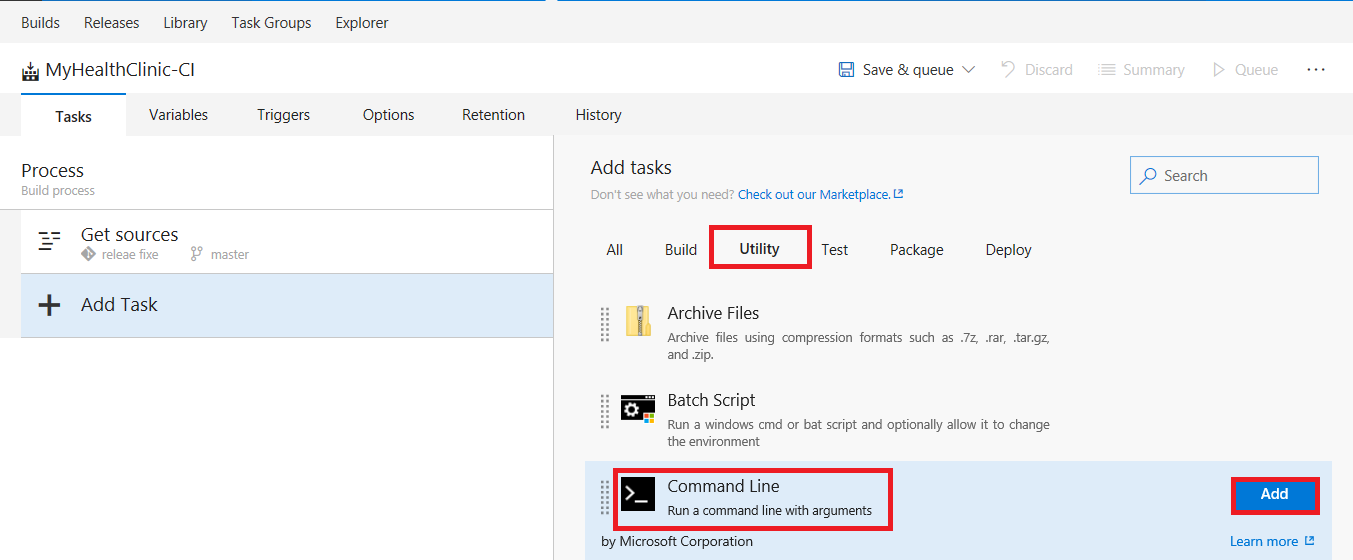 Builds Releases Library Task Groups Explorer
MyHealthClinic-CI Save & queue Discard Summary Queue ...
Tasks Variables Triggers Options Retention History
Process
Build process
Get sources
releae fixe master
Add Task
Add tasks
Don't see what you need? Check out our Marketplace.
Search
All Build Utility Test Package Deploy
Archive Files
Archive files using compression formats such as .7z, .rar, .tar.gz,
and .zip.
Batch Script
Run a windows cmd or bat script and optionally allow it to change
the environment
Command Line
Run a command line with arguments
Add
by Microsoft Corporation Learn more